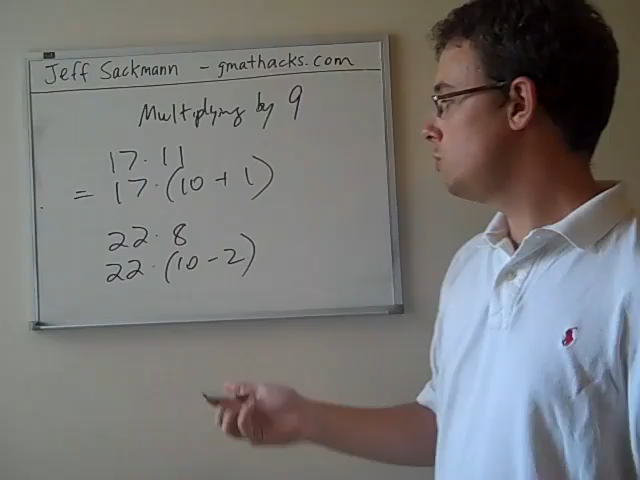 Jeff Sackmann - gmathacks.com
Multiplying by 9
17 · 11
= 17 · (10 + 1)
22 · 8
22 · (10 - 2)